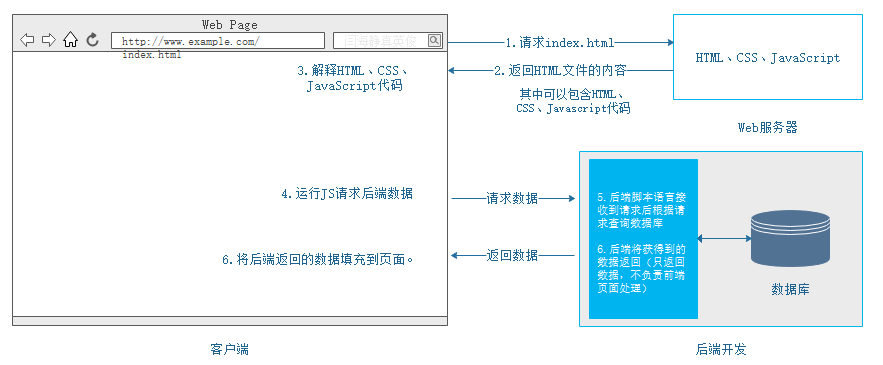 Web Page
http://www.example.com/
index.html
1.请求index.html
HTML、CSS、JavaScript
3.解释HTML、CSS、
JavaScript代码
2.返回HTML文件的内容
其中可以包含HTML、
CSS、Javascript代码
Web服务器
4.运行JS请求后端数据
请求数据
5.后端脚本语言接
收到请求后根据请
求查询数据库
6.将后端返回的数据填充到页面。
返回数据
6.后端将获得到的
数据返回（只返回
数据，不负责前端
页面处理）
数据库
客户端
后端开发